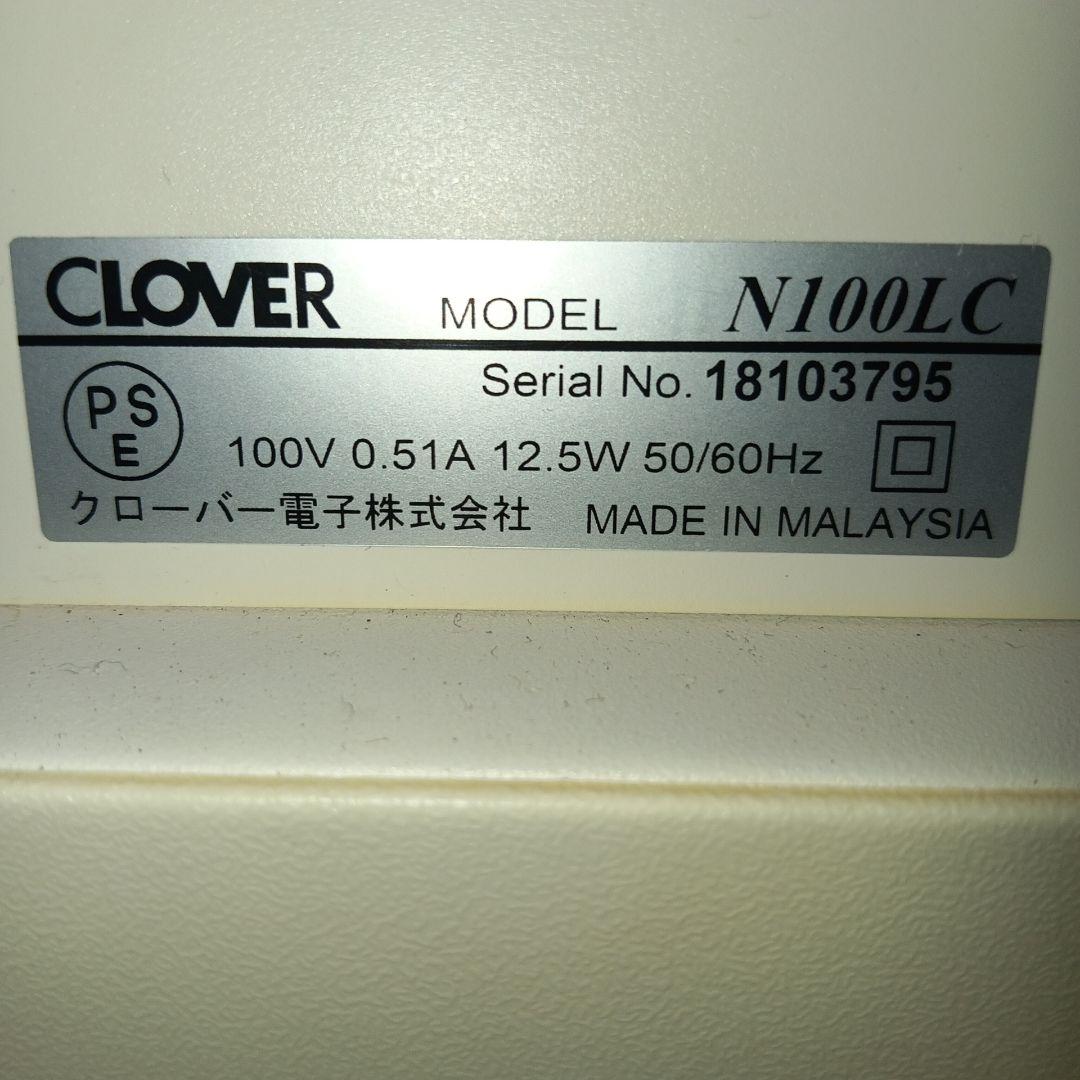 CLOVER MODEL N100LC
Serial No. 18103795
PS
E
100V 0.51A 12.5W 50/60Hz
クローバー電子株式会社 MADE IN MALAYSIA